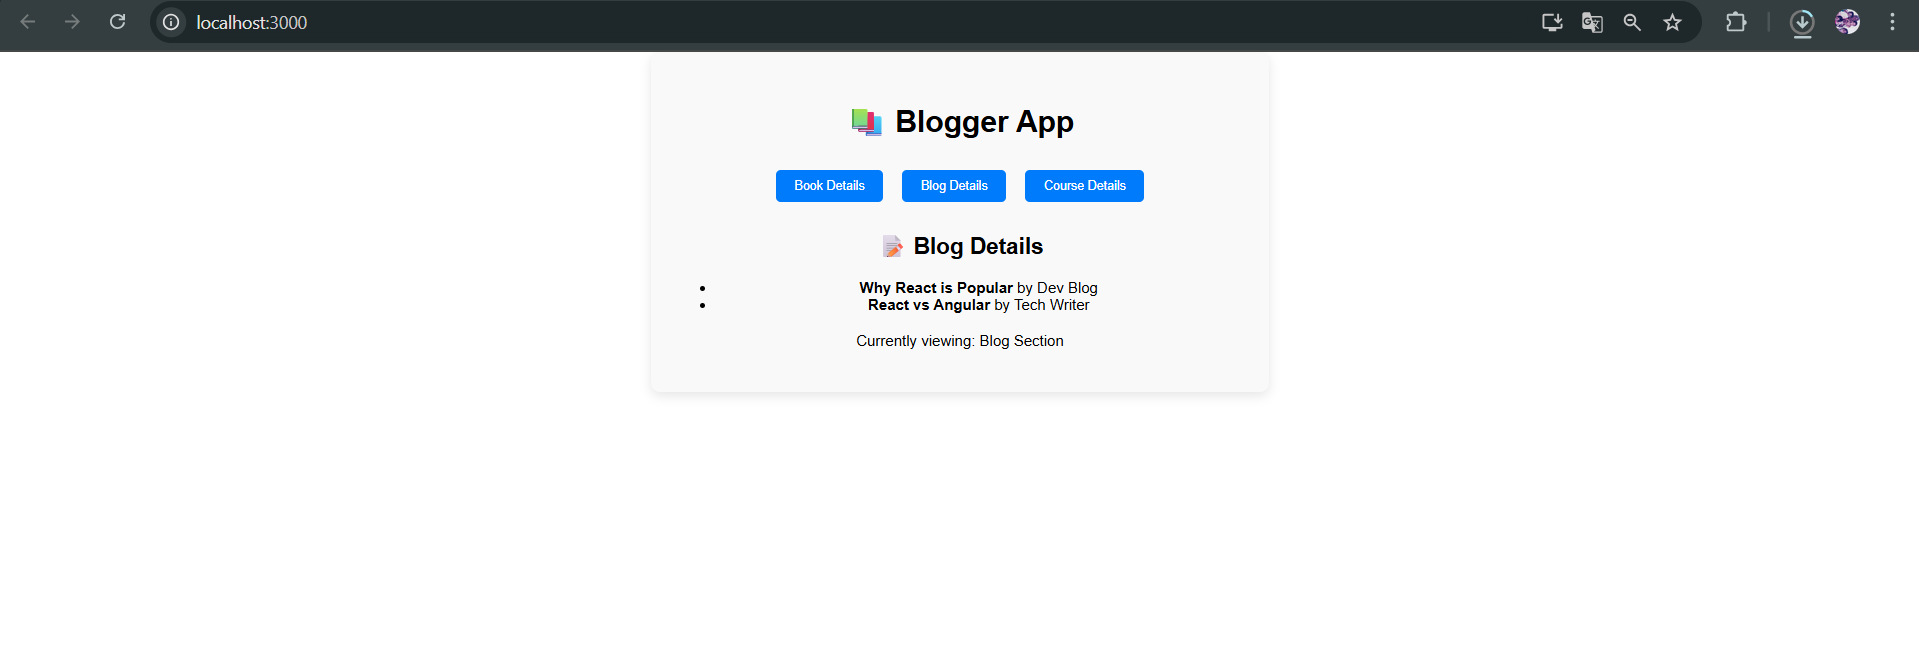 localhost:3000
Blogger App
Book Details Blog Details Course Details
Blog Details
• Why React is Popular by Dev Blog
• React vs Angular by Tech Writer
Currently viewing: Blog Section